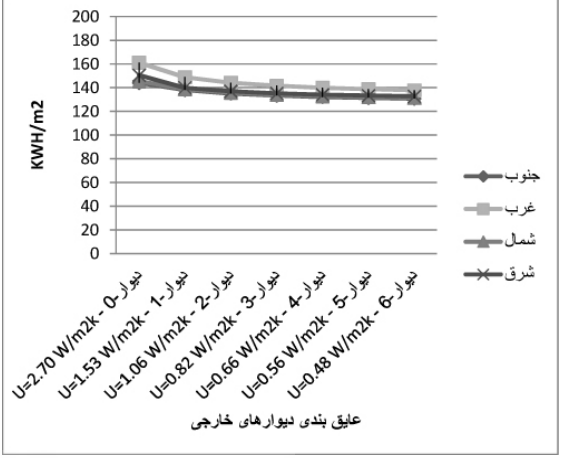 200
180
160
140
120
100
80
60
40
20
0
KWH/m2
U=2.70 W/m2k - 0-دیوار
U=1.53 W/m2k - 1-دیوار
U=1.06 W/m2k - 2-دیوار
U=0.82 W/m2k - 3-دیوار
U=0.66 W/m2k - 4-دیوار
U=0.56 W/m2k - 5-دیوار
U=0.48 W/m2k - 6-دیوار
عایق بندی دیوارهای خارجی
جنوب
غرب
شمال
شرق